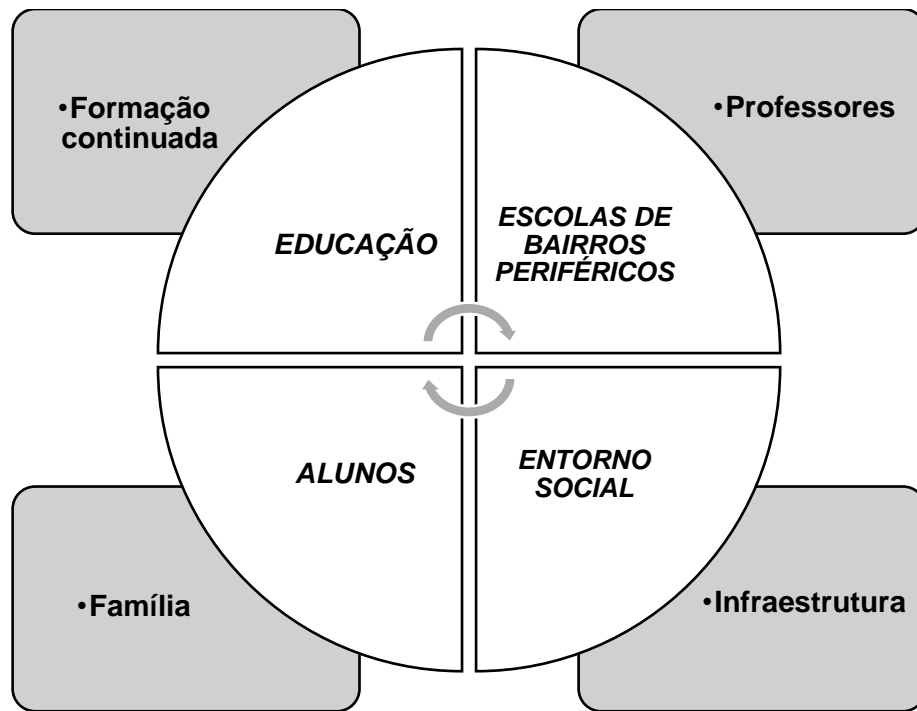 •Formação
continuada
•Professores
EDUCAÇÃO
ESCOLAS DE
BAIRROS
PERIFÉRICOS
ALUNOS
ENTORNO
SOCIAL
•Família
•Infraestrutura